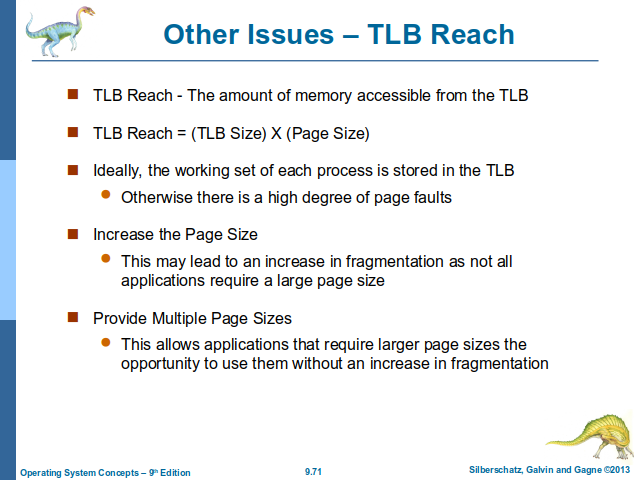 Other Issues – TLB Reach
TLB Reach - The amount of memory accessible from the TLB
TLB Reach = (TLB Size) X (Page Size)
Ideally, the working set of each process is stored in the TLB
Otherwise there is a high degree of page faults
Increase the Page Size
This may lead to an increase in fragmentation as not all
applications require a large page size
Provide Multiple Page Sizes
This allows applications that require larger page sizes the
opportunity to use them without an increase in fragmentation
Operating System Concepts – 9th Edition
9.71
Silberschatz, Galvin and Gagne ©2013